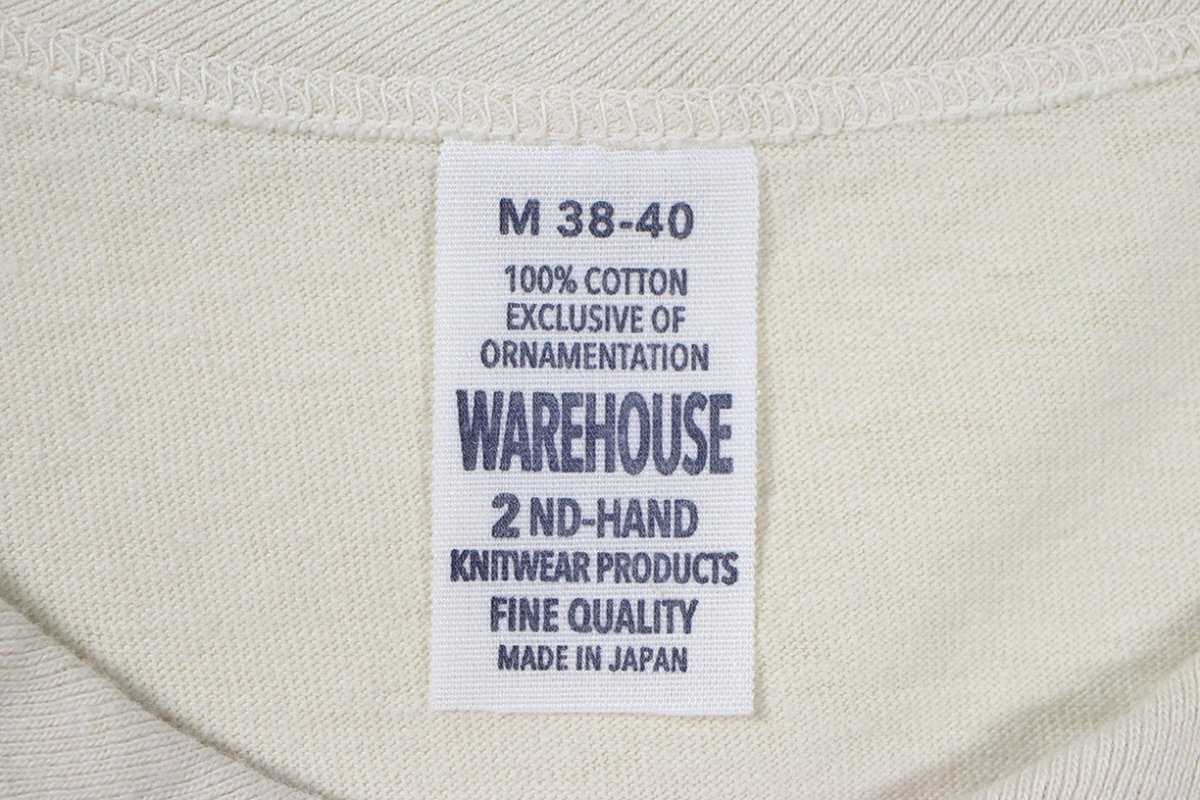 M 38-40
100% COTTON
EXCLUSIVE OF
ORNAMENTATION
WAREHOUSE
2 ND-HAND
KNITWEAR PRODUCTS
FINE QUALITY
MADE IN JAPAN